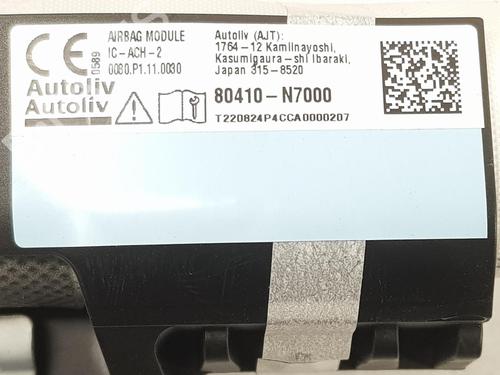 CE
0589
AIRBAG MODULE
IC-ACH-2
0080.P1.11.0030
Autoliv
Autoliv
Autoliv (AJT):
1764-12 Kamiinayoshi,
Kasumigaura-shi Ibaraki,
Japan 315-8520
80410-N7000
T220824P4CCA0000207